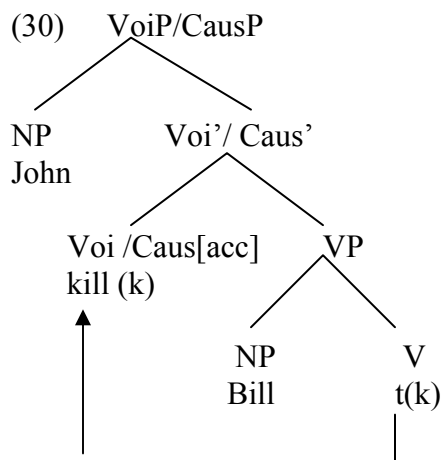 (30) VoiP/CausP
NP Voi’/ Caus’
John
Voi /Caus[acc] VP
kill (k)
NP V
Bill t(k)